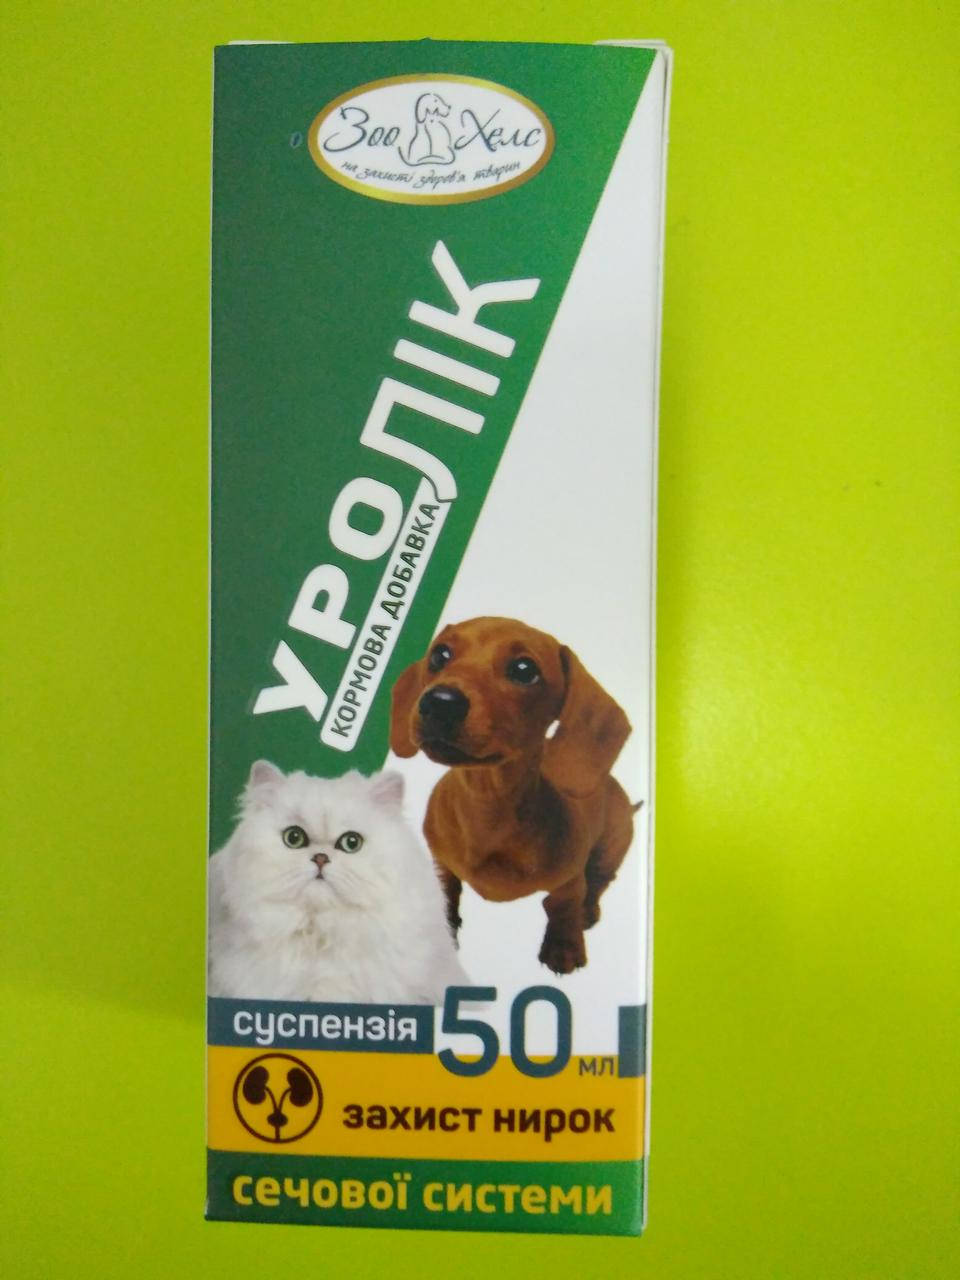 Зоо Хелс
на захисті здоров'я тварин
УРОЛІК
КОРМОВА ДОБАВКА
суспензія 50 мл
захист нирок
сечової системи